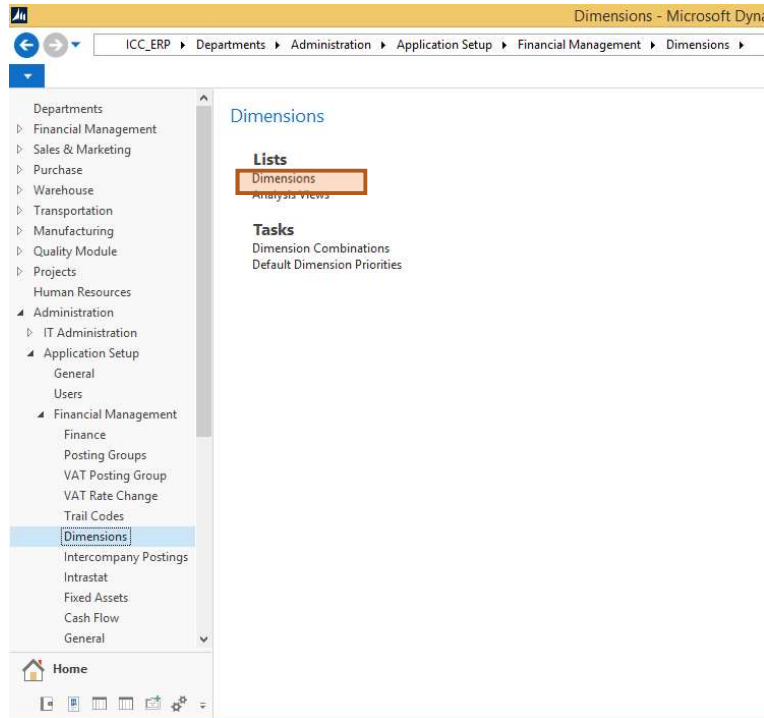 Dimensions - Microsoft Dyna
ICC_ERP ▸ Departments ▸ Administration ▸ Application Setup ▸ Financial Management ▸ Dimensions ▸
Departments
Financial Management
Sales & Marketing
Purchase
Warehouse
Transportation
Manufacturing
Quality Module
Projects
Human Resources
Administration
IT Administration
Application Setup
General
Users
Financial Management
Finance
Posting Groups
VAT Posting Group
VAT Rate Change
Trail Codes
Dimensions
Intercompany Postings
Intrastat
Fixed Assets
Cash Flow
General
Home
Dimensions
Lists
Dimensions
Analysis Views
Tasks
Dimension Combinations
Default Dimension Priorities